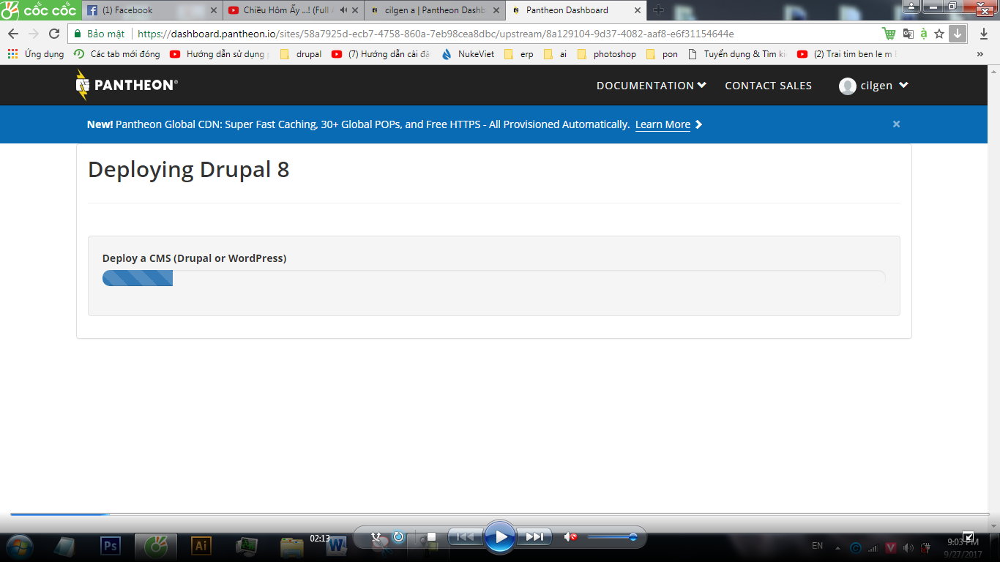 cốc cốc
(1) Facebook
Chiều Hôm Ấy ...! (Full
cilgen a | Pantheon Dashb
Pantheon Dashboard
Bảo mật
https://dashboard.pantheon.io/sites/58a7925d-ecb7-4758-860a-7eb98cea8dbc/upstream/8a129104-9d37-4082-aaf8-e6f31154644e
Ứng dụng
Các tab mới đóng
Hướng dẫn sử dụng
drupal
(7) Hướng dẫn cài đặ
NukeViet
erp
ai
photoshop
pon
Tuyển dụng & Tìm ki
(2) Trai tim ben le m
PANTHEON®
DOCUMENTATION
CONTACT SALES
cilgen
New! Pantheon Global CDN: Super Fast Caching, 30+ Global POPs, and Free HTTPS - All Provisioned Automatically. Learn More
Deploying Drupal 8
Deploy a CMS (Drupal or WordPress)
02:13
Ps
Ai
W
EN
9:03 PM
9/27/2017